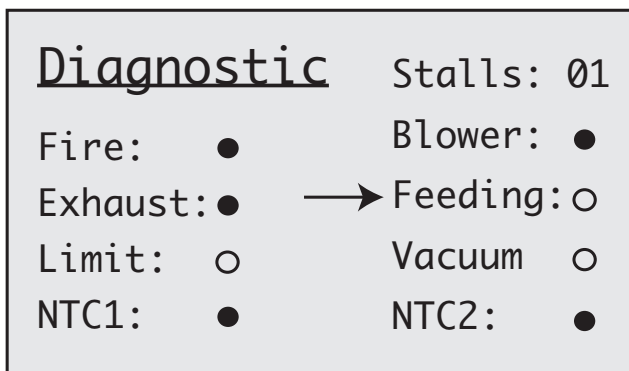 Diagnostic
Fire: ●
Exhaust: ●
Limit: ○
NTC1: ●
Stalls: 01
Blower: ●
→ Feeding: ○
Vacuum ○
NTC2: ●